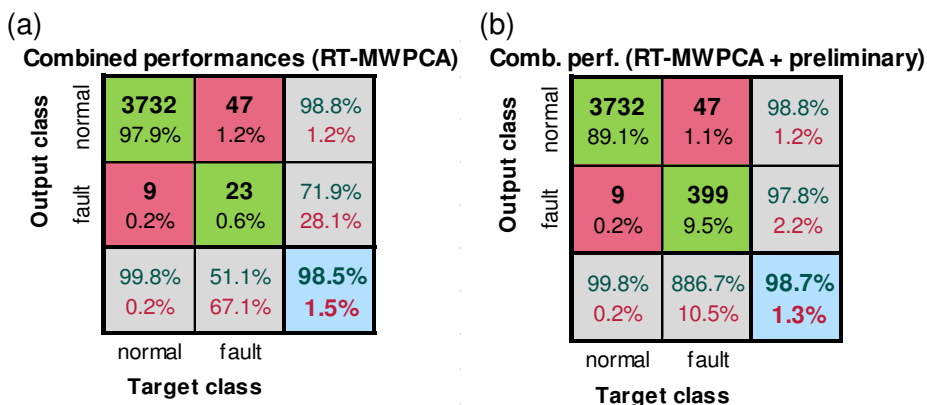 (a)
Combined performances (RT-MWPCA)
Output class
normal
fault
3732
97.9%
47
1.2%
98.8%
1.2%
9
0.2%
23
0.6%
71.9%
28.1%
99.8%
0.2%
51.1%
67.1%
98.5%
1.5%
normal
fault
Target class
(b)
Comb. perf. (RT-MWPCA + preliminary)
Output class
normal
fault
3732
89.1%
47
1.1%
98.8%
1.2%
9
0.2%
399
9.5%
97.8%
2.2%
99.8%
0.2%
886.7%
10.5%
98.7%
1.3%
normal
fault
Target class